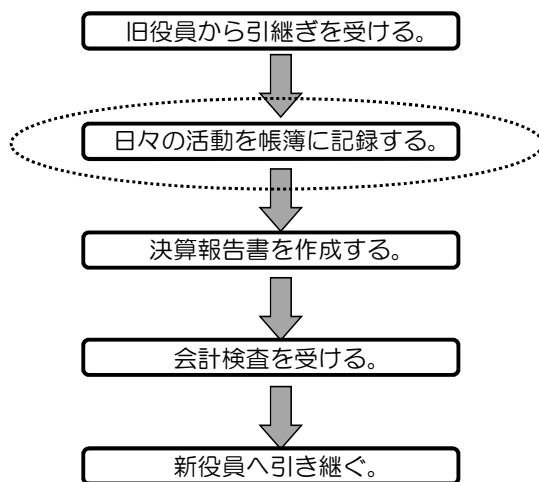 旧役員から引継ぎを受ける。
日々の活動を帳簿に記録する。
決算報告書を作成する。
会計検査を受ける。
新役員へ引き継ぐ。